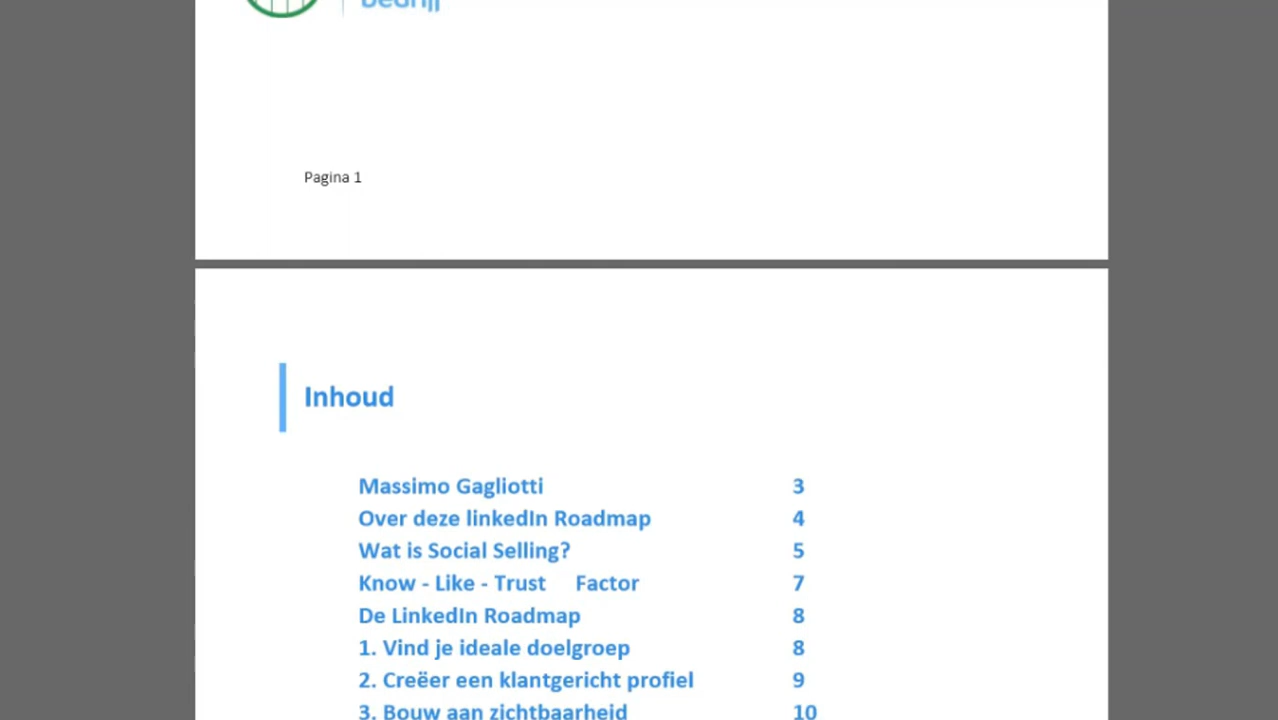 bedrijf
Pagina 1
Inhoud
Massimo Gagliotti 3
Over deze linkedIn Roadmap 4
Wat is Social Selling? 5
Know - Like - Trust Factor 7
De LinkedIn Roadmap 8
1. Vind je ideale doelgroep 8
2. Creëer een klantgericht profiel 9
3. Bouw aan zichtbaarheid 10